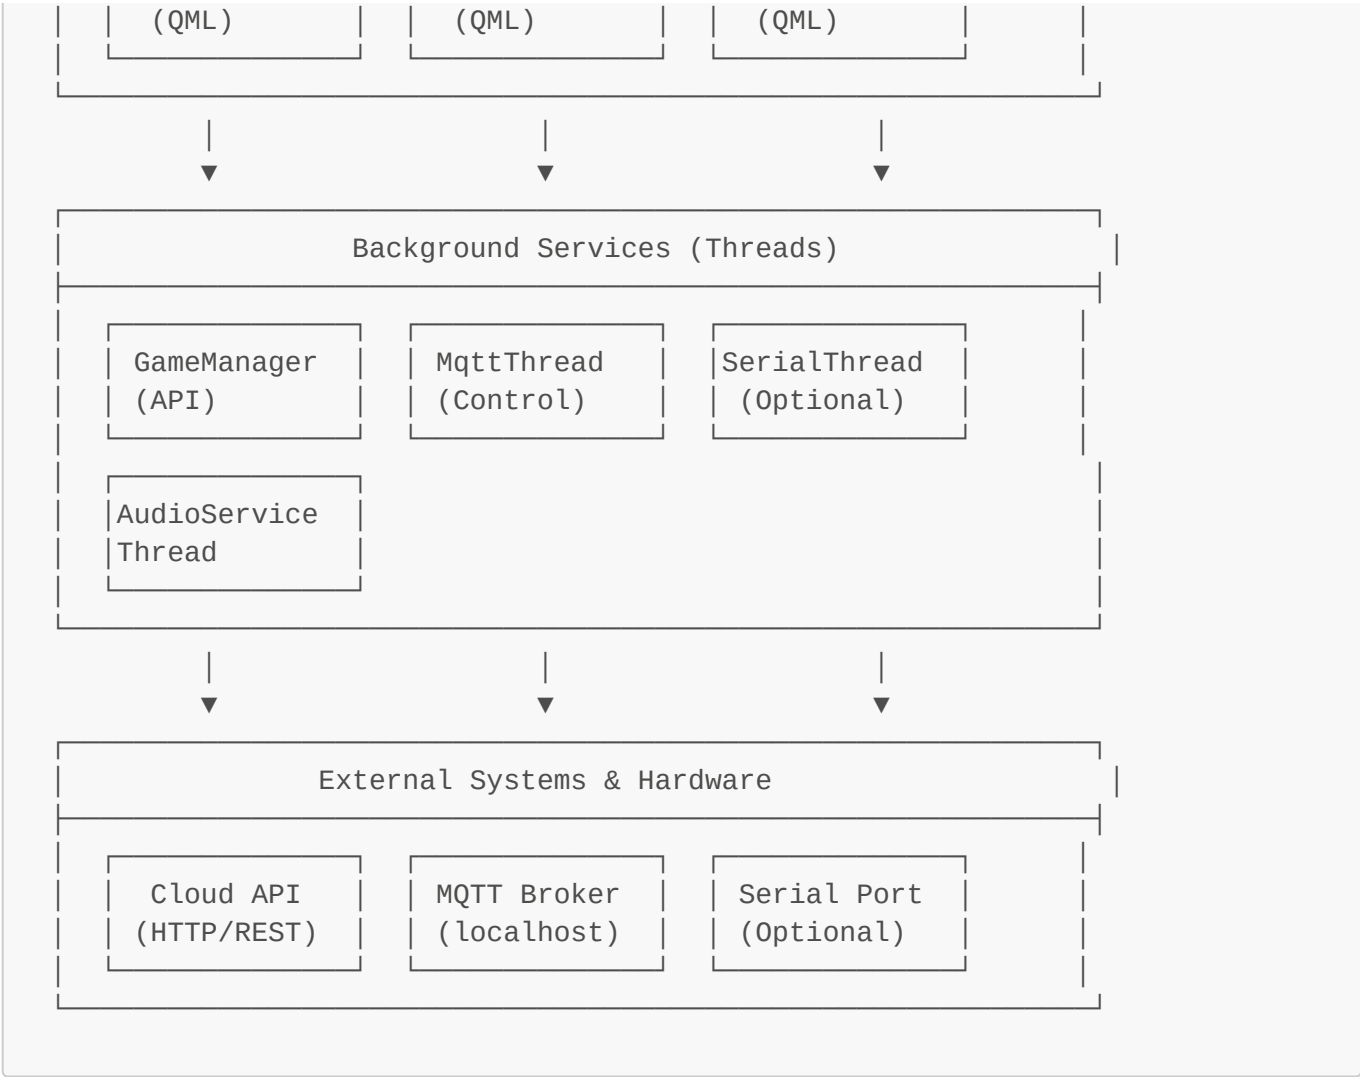 (QML) (QML) (QML)
Background Services (Threads)
GameManager MqttThread SerialThread
(API) (Control) (Optional)
AudioService
Thread
External Systems & Hardware
Cloud API MQTT Broker Serial Port
(HTTP/REST) (localhost) (Optional)